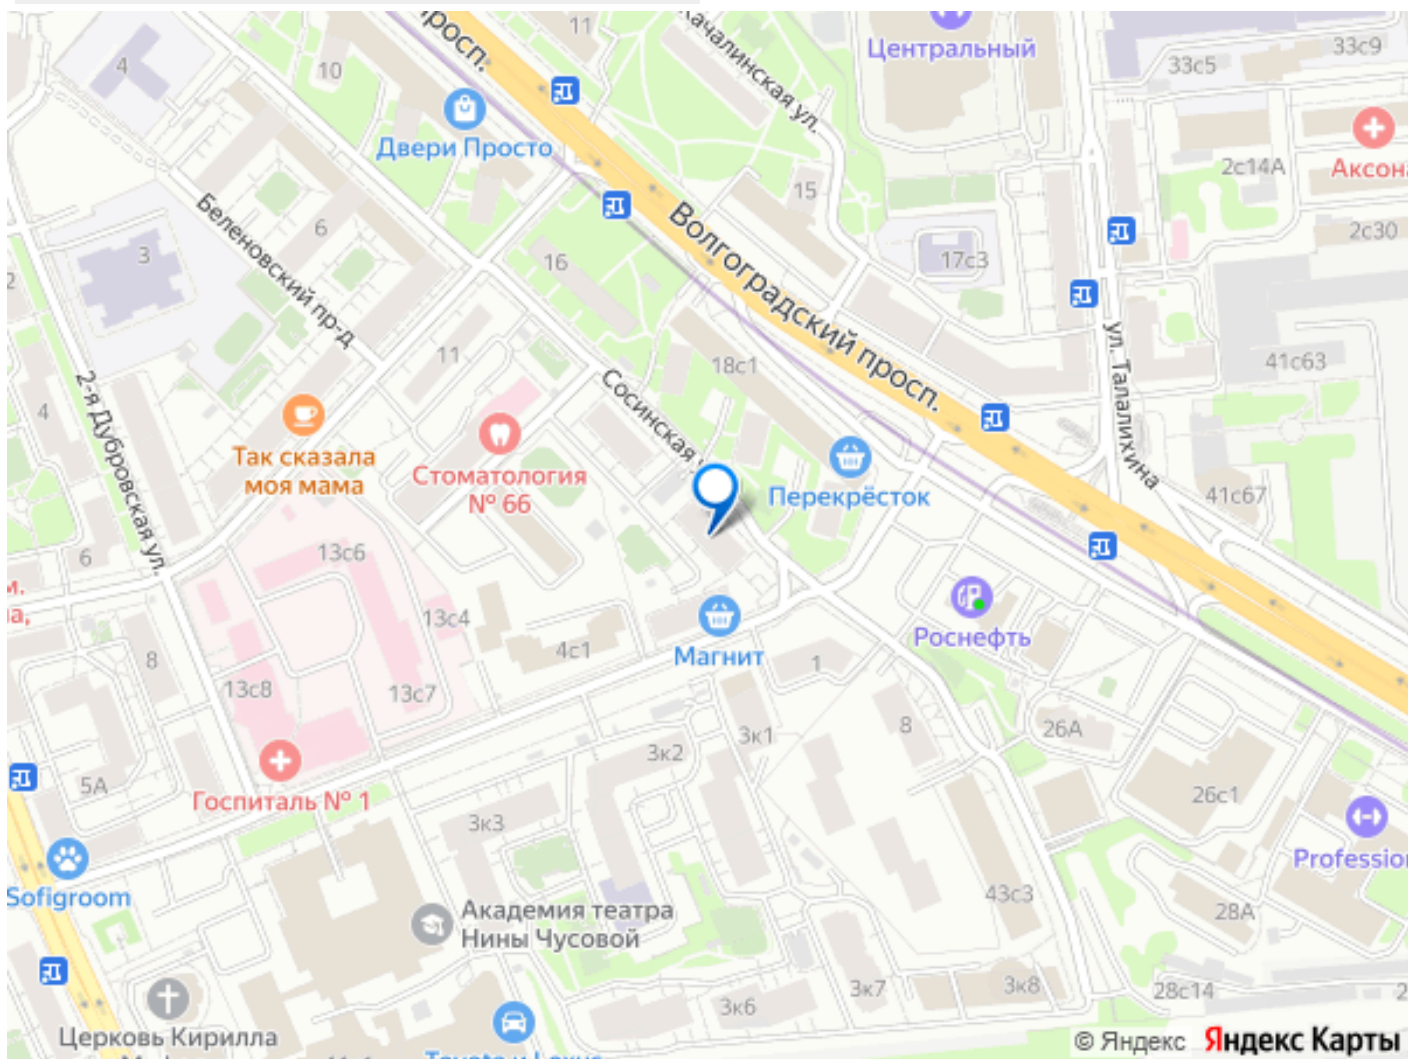 просп.
11
Качалинская ул.
Центральный
33с9
33с5
4
10
Двери Просто
2с14А
Аксона
15
Беленовский пр-д
6
Волгоградский просп.
2с30
3
16
17с3
2
11
18с1
41с63
ул. Талалихина
2-я Дубровская ул.
4
Сосинская
Так сказала
моя мама
Стоматология
№ 66
Перекрёсток
41с67
6
13с6
м.
а,
13с4
Роснефть
8
4с1
Магнит
1
13с8
13с7
8
26А
3к1
3к2
5А
Госпиталь № 1
26с1
3к3
Profession
Sofigroom
43с3
28А
Академия театра
Нины Чусовой
3к7
3к8
28с14
2
3к6
Церковь Кирилла
© Яндекс Яндекс Карты